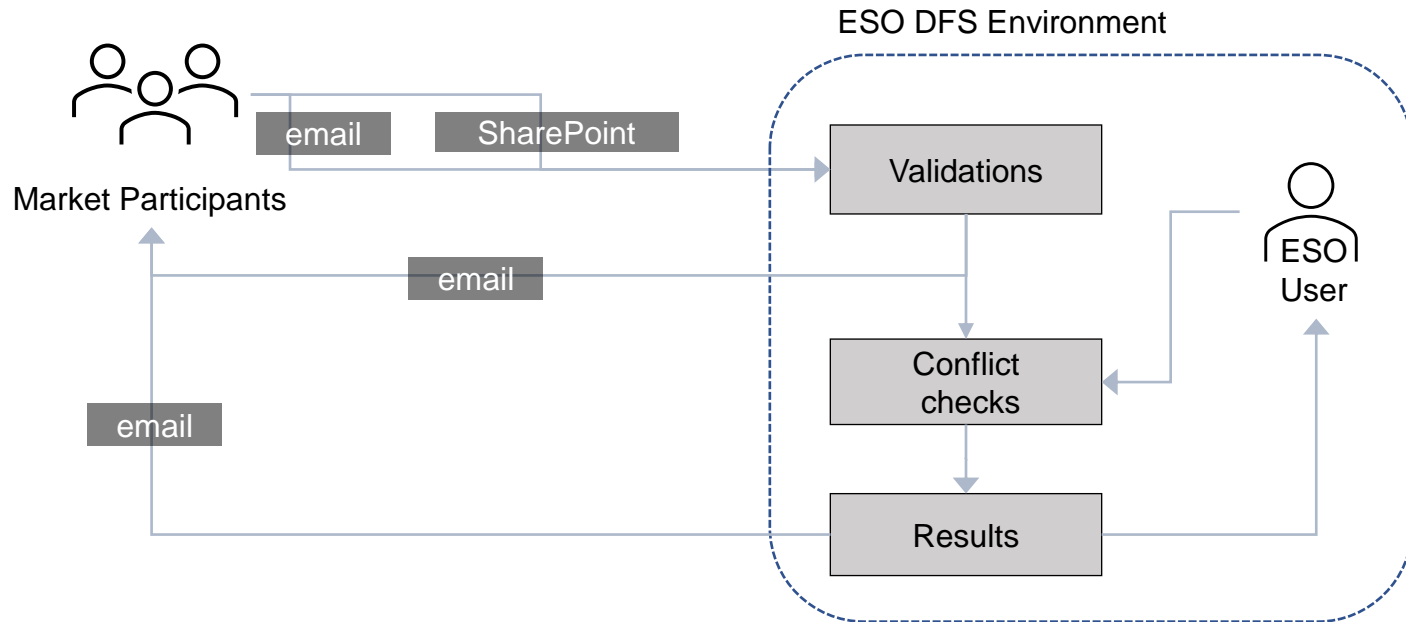 ESO DFS Environment
email
SharePoint
Validations
Market Participants
ESO
User
email
Conflict
checks
email
Results